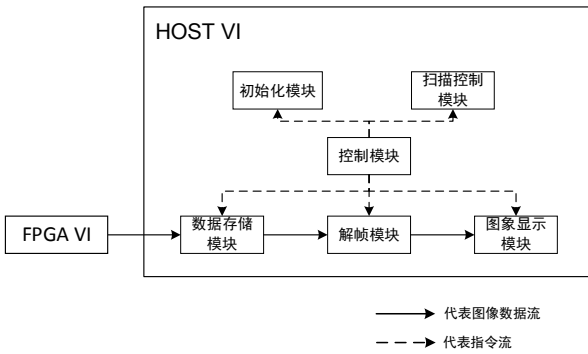 HOST VI
初始化模块
扫描控制
模块
控制模块
FPGA VI
数据存储
模块
解帧模块
图象显示
模块
代表图像数据流
代表指令流